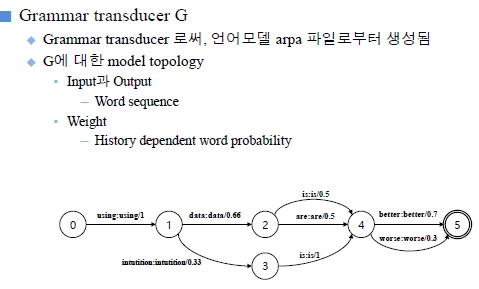 Grammar transducer G
Grammar transducer 로써, 언어모델 arpa 파일로부터 생성됨
G에 대한 model topology
Input과 Output
– Word sequence
Weight
– History dependent word probability
is:is/0.5
using:using/1
data:data/0.66
are:are/0.5
better:better/0.7
0
1
2
4
5
worse:worse/0.3
intutition:intutition/0.33
is:is/1
3